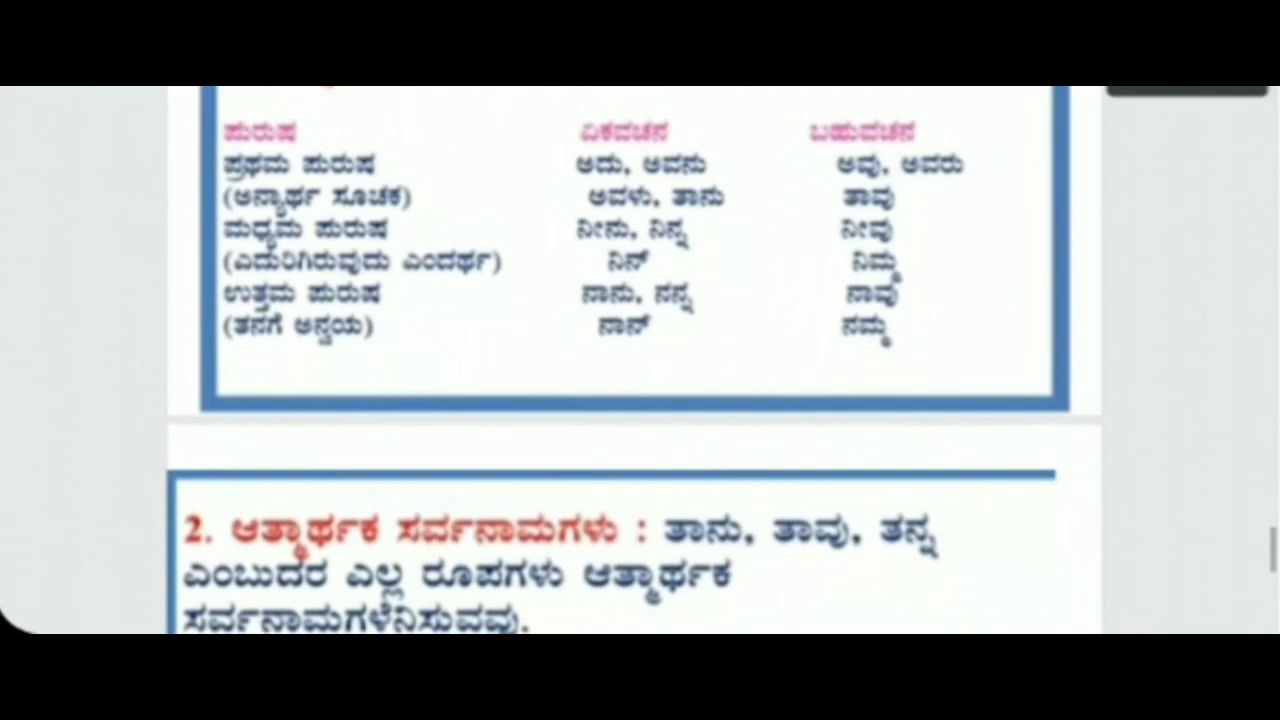 ಪುರುಷ ಏಕವಚನ ಬಹುವಚನ
ಪ್ರಥಮ ಪುರುಷ ಅದು, ಅವನು ಅವು, ಅವರು
(ಅನ್ಯಾರ್ಥ ಸೂಚಕ) ಅವಳು, ತಾನು ತಾವು
ಮಧ್ಯಮ ಪುರುಷ ನೀನು, ನಿನ್ನ ನೀವು
(ಎದುರಿಗಿರುವುದು ಎಂದರ್ಥ) ನಿನ್ ನಿಮ್ಮ
ಉತ್ತಮ ಪುರುಷ ನಾನು, ನನ್ನ ನಾವು
(ತನಗೆ ಅನ್ವಯ) ನಾನ್ ನಮ್ಮ
2. ಆತ್ಮಾರ್ಥಕ ಸರ್ವನಾಮಗಳು : ತಾನು, ತಾವು, ತನ್ನ
ಎಂಬುದರ ಎಲ್ಲ ರೂಪಗಳು ಆತ್ಮಾರ್ಥಕ
ಸರ್ವನಾಮಗಳೆನಿಸುವವು.